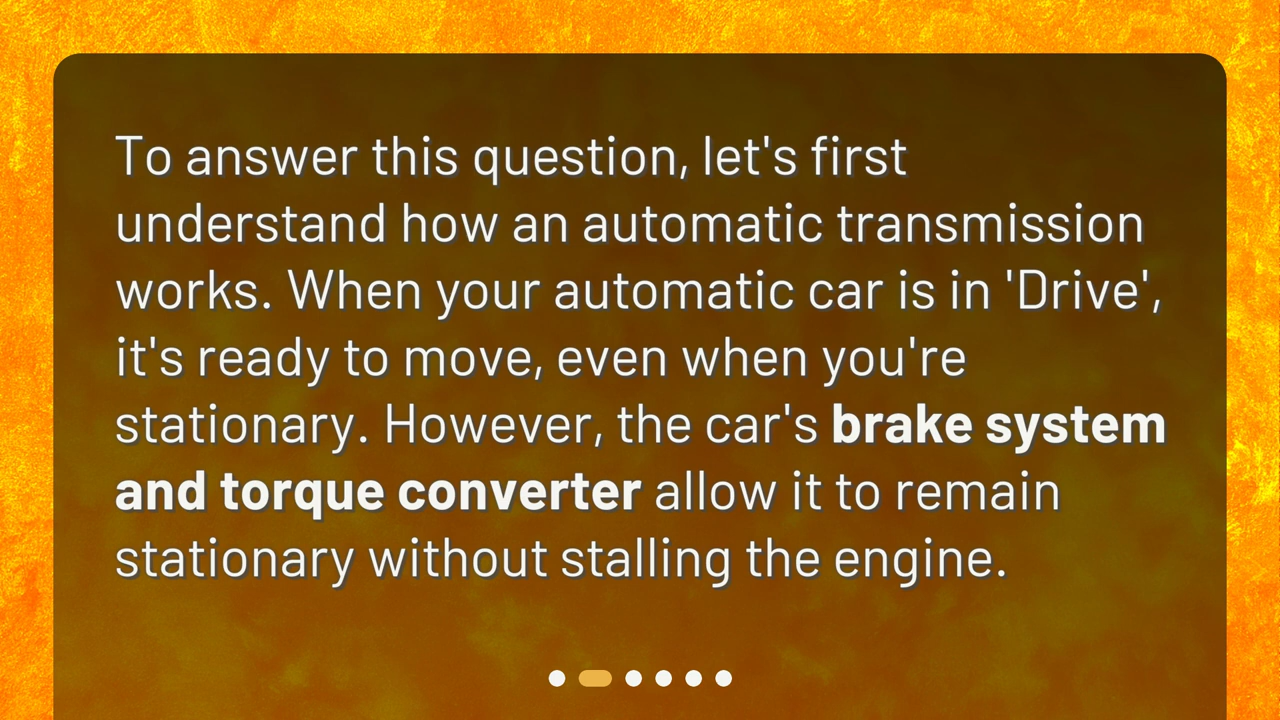 To answer this question, let's first
understand how an automatic transmission
works. When your automatic car is in 'Drive',
it's ready to move, even when you're
stationary. However, the car's brake system
and torque converter allow it to remain
stationary without stalling the engine.